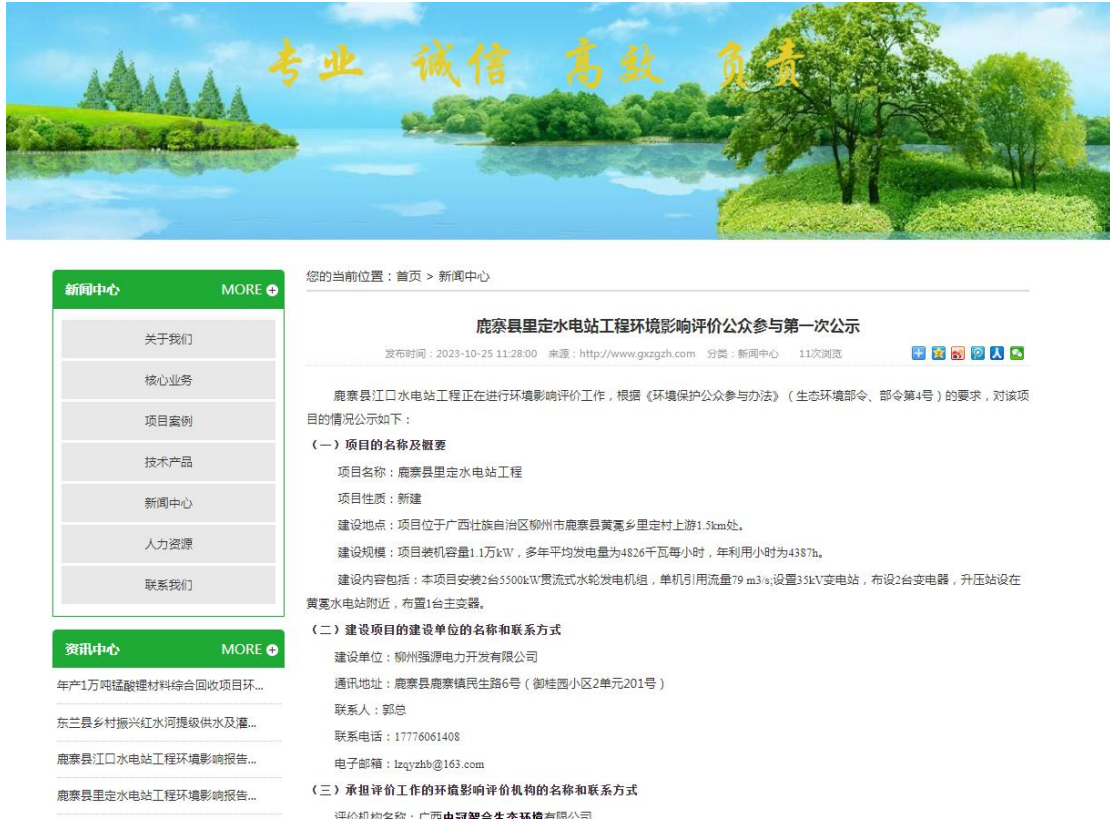 专业 诚信 高效 负责
新闻中心 MORE
关于我们
核心业务
项目案例
技术产品
新闻中心
人力资源
联系我们
资讯中心 MORE
年产1万吨锰酸锂材料综合回收项目环...
东兰县乡村振兴红水河提级供水及灌...
鹿寨县江口水电站工程环境影响报告...
鹿寨县里定水电站工程环境影响报告...
您的当前位置：首页 > 新闻中心
鹿寨县里定水电站工程环境影响评价公众参与第一次公示
发布时间：2023-10-25 11:28:00 来源：http://www.gxzgzh.com 分类：新闻中心 11次浏览
鹿寨县江口水电站工程正在进行环境影响评价工作，根据《环境保护公众参与办法》（生态环境部令、部令第4号）的要求，对该项
目的情况公示如下：
（一）项目的名称及概要
项目名称：鹿寨县里定水电站工程
项目性质：新建
建设地点：项目位于广西壮族自治区柳州市鹿寨县黄冕乡里定村上游1.5km处。
建设规模：项目装机容量1.1万kW，多年平均发电量为4826千瓦每小时，年利用小时为4387h。
建设内容包括：本项目安装2台5500kW贯流式水轮发电机组，单机引用流量79 m3/s;设置35kV变电站，布设2台变电器，升压站设在
黄冕水电站附近，布置1台主变器。
（二）建设项目的建设单位的名称和联系方式
建设单位：柳州强源电力开发有限公司
通讯地址：鹿寨县鹿寨镇民生路6号（御桂园小区2单元201号）
联系人：郭总
联系电话：17776061408
电子邮箱：lzqyzhb@163.com
（三）承担评价工作的环境影响评价机构的名称和联系方式
评价机构名称：广西中冠智合生态环境有限公司